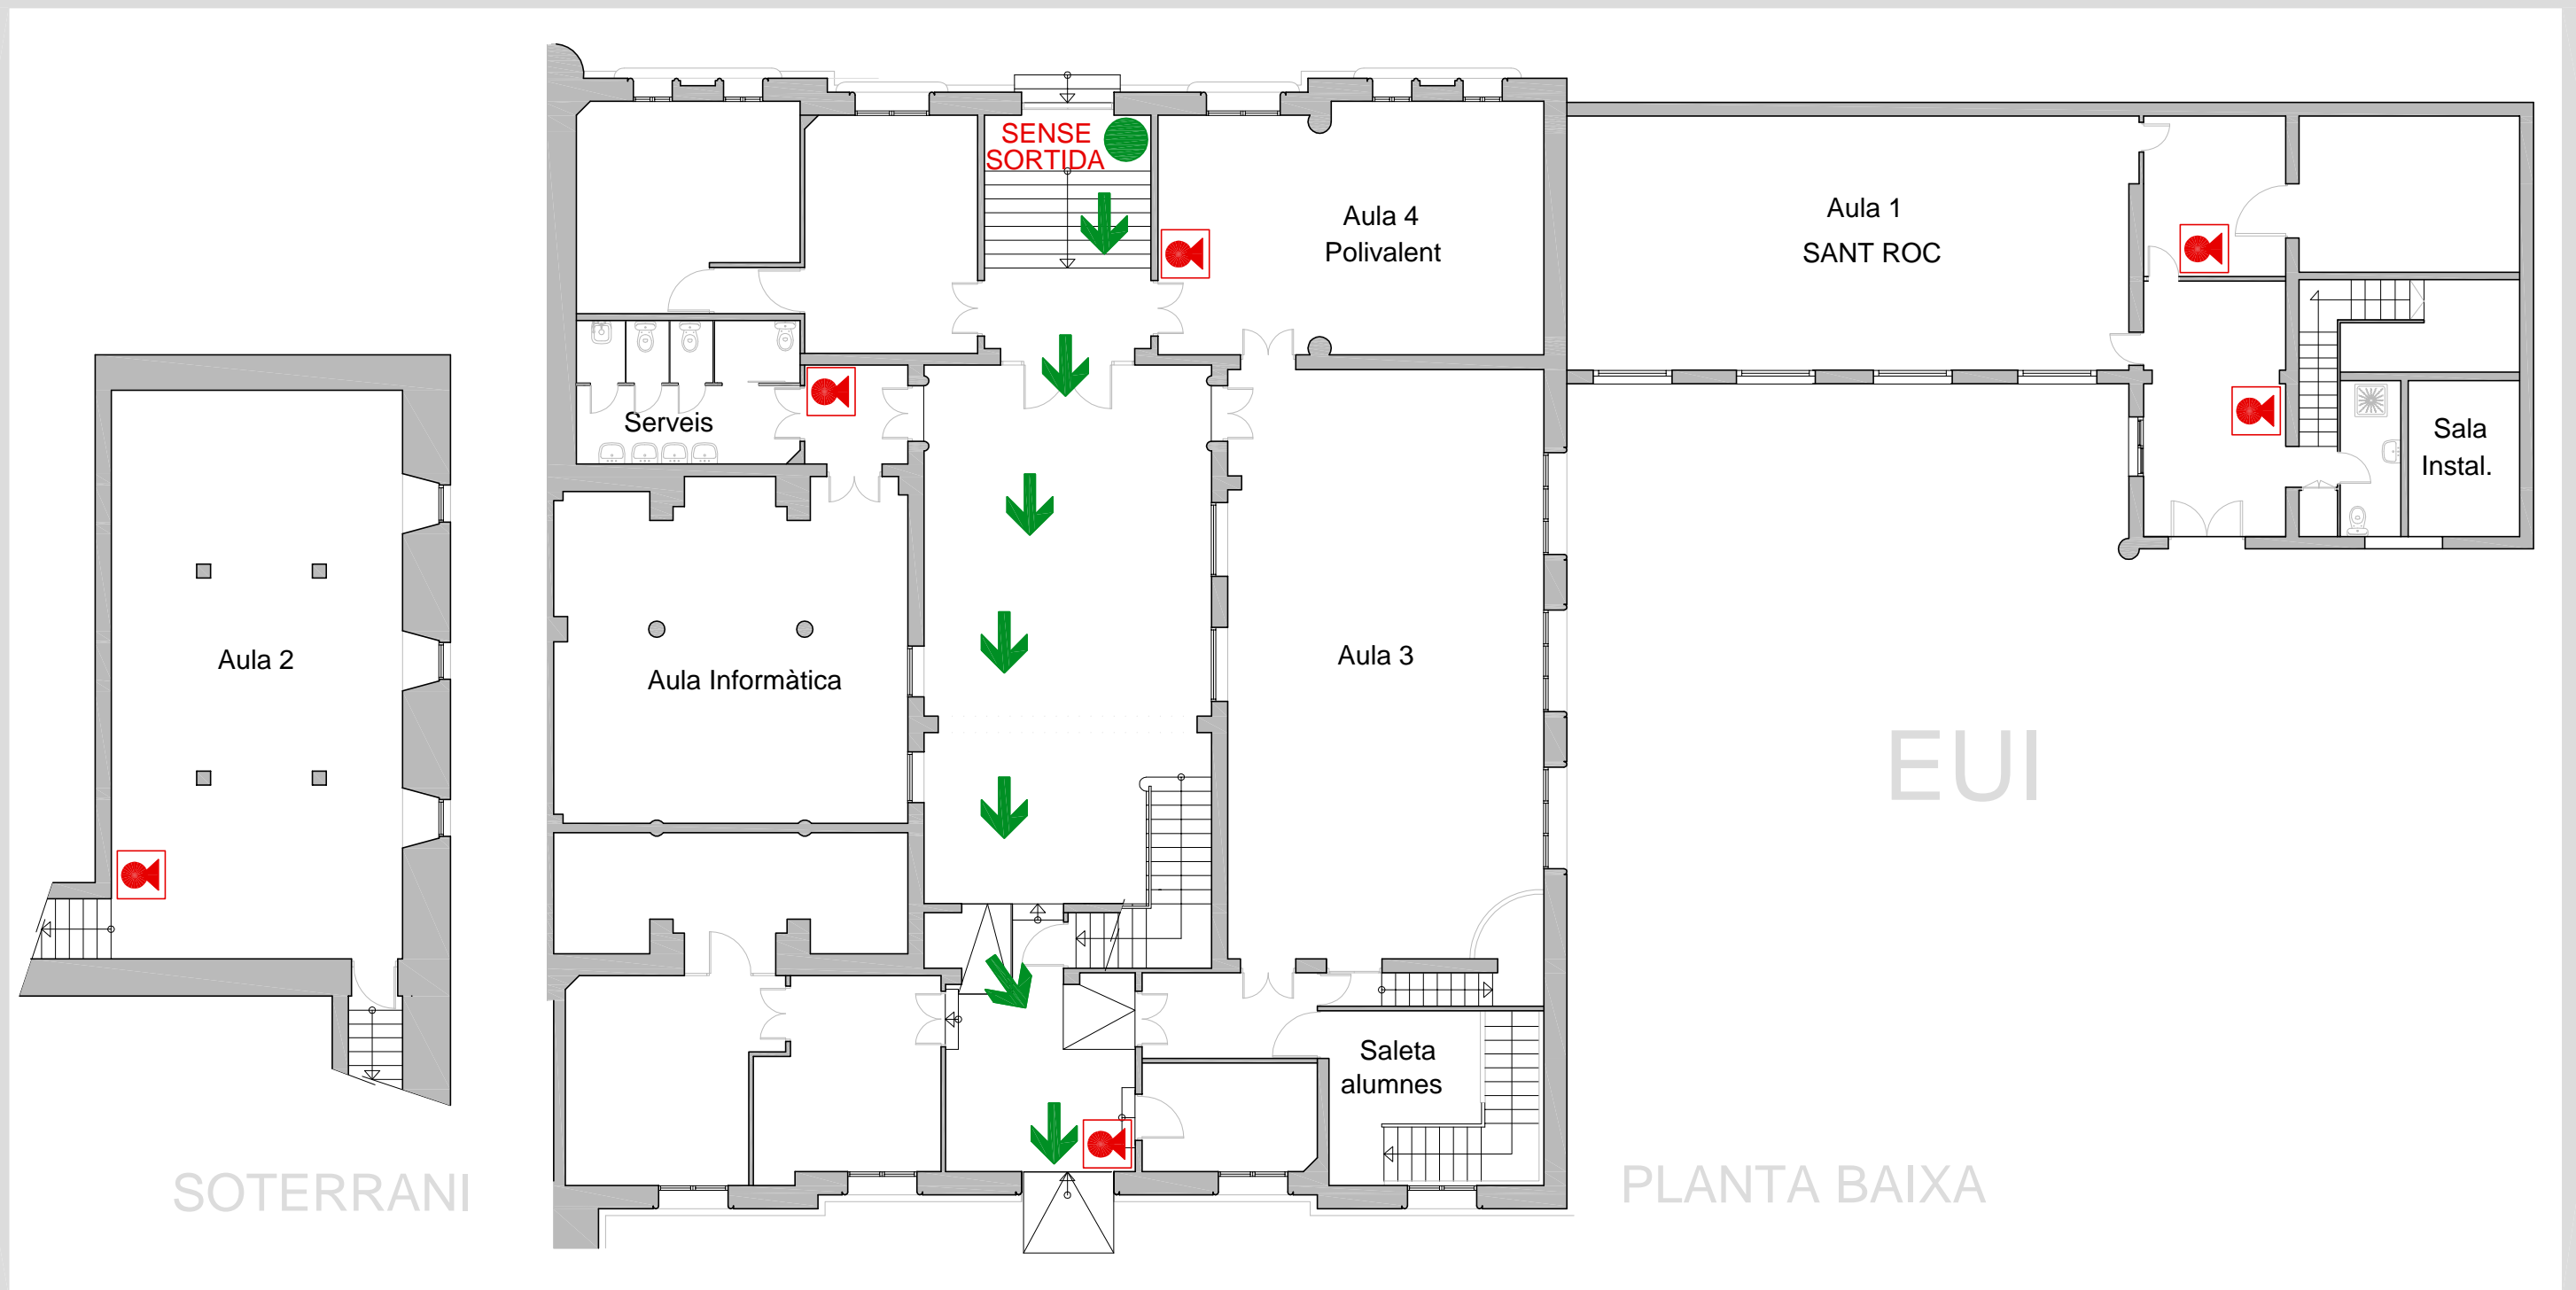 SENSE
SORTIDA
Aula 4
Polivalent
Aula 1
SANT ROC
Serveis
Sala
Instal.
Aula 2
Aula Informàtica
Aula 3
EUI
Saleta
alumnes
SOTERRANI
PLANTA BAIXA